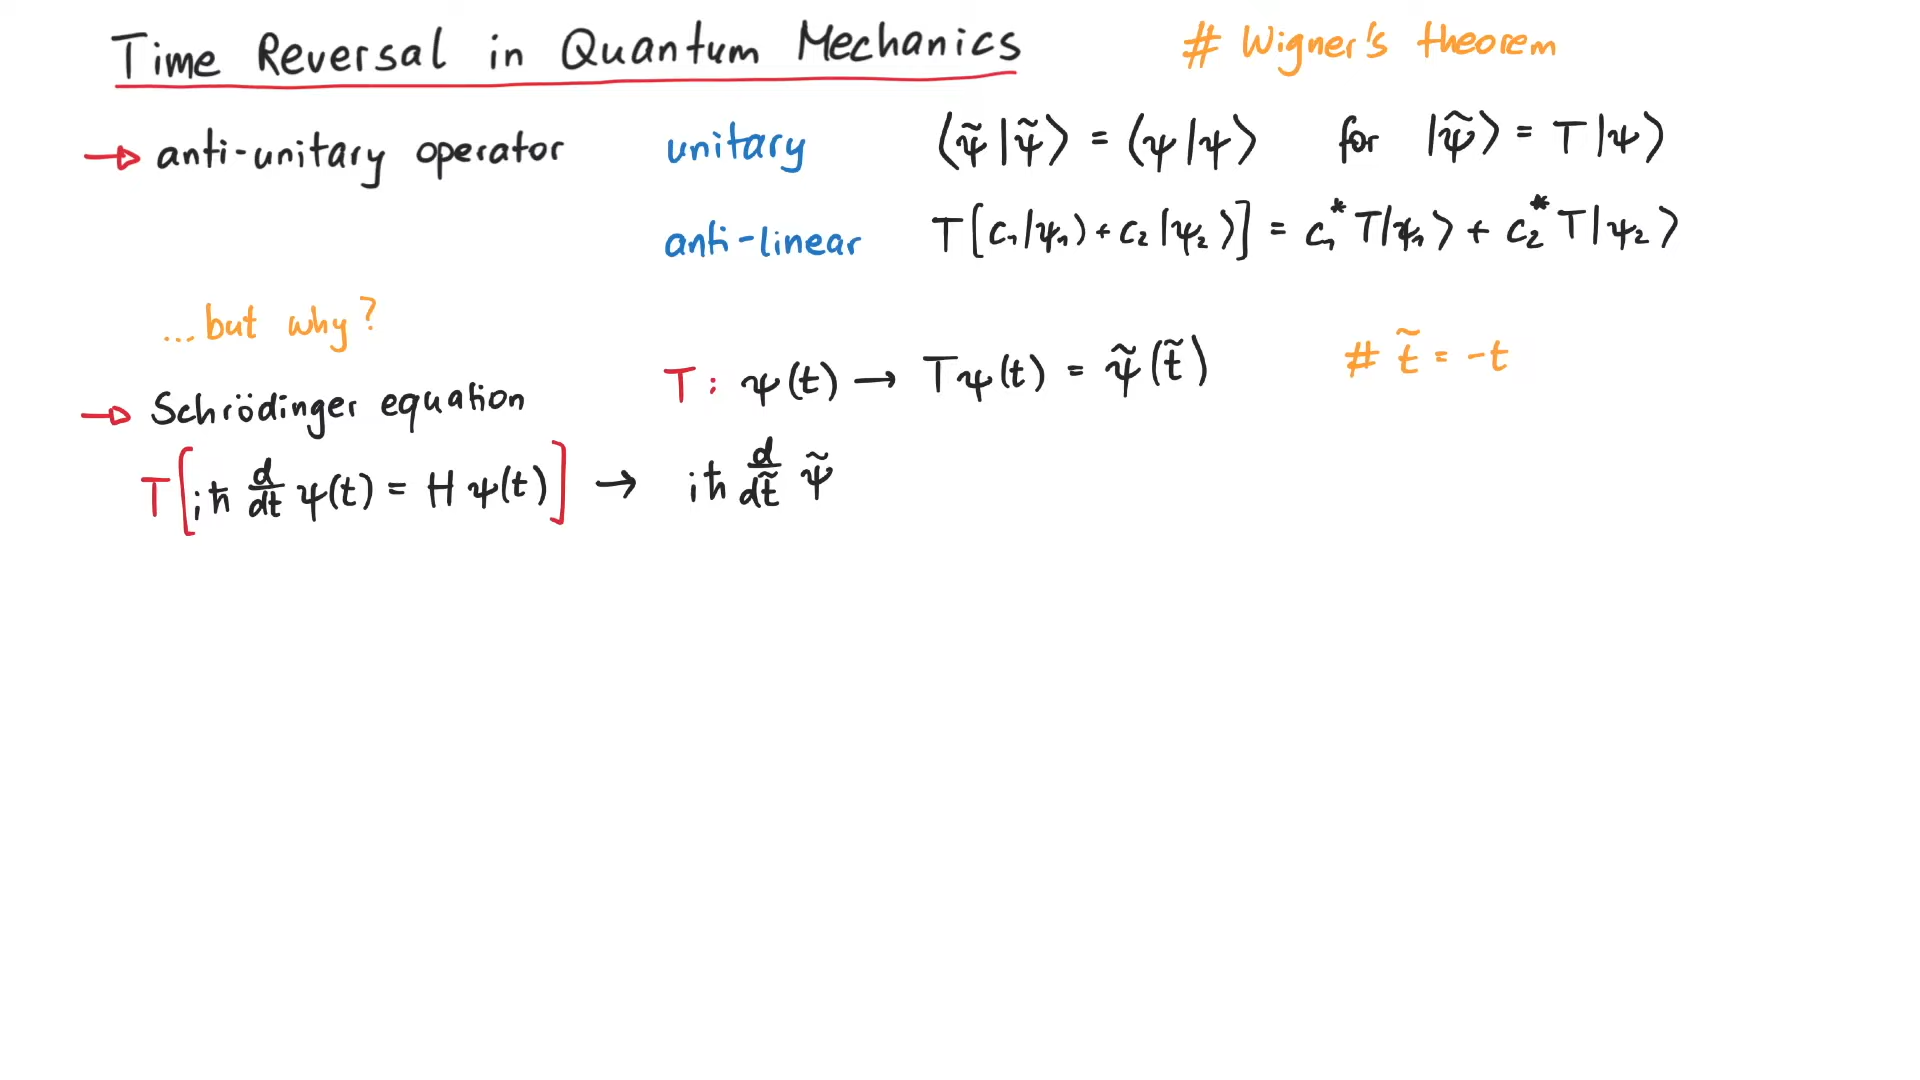 Time Reversal in Quantum Mechanics # Wigner's theorem
→ anti-unitary operator unitary ⟨ψ̃|ψ̃⟩ = ⟨ψ|ψ⟩ for |ψ̃⟩ = T|ψ⟩
anti-linear T[c₁|ψ₁⟩ + c₂|ψ₂⟩] = c₁* T|ψ₁⟩ + c₂* T|ψ₂⟩
...but why?
T: ψ(t) → Tψ(t) = ψ̃(t̃) # t̃ = -t
→ Schrödinger equation
T[iħ d/dt ψ(t) = H ψ(t)] → iħ d/dt̃ ψ̃